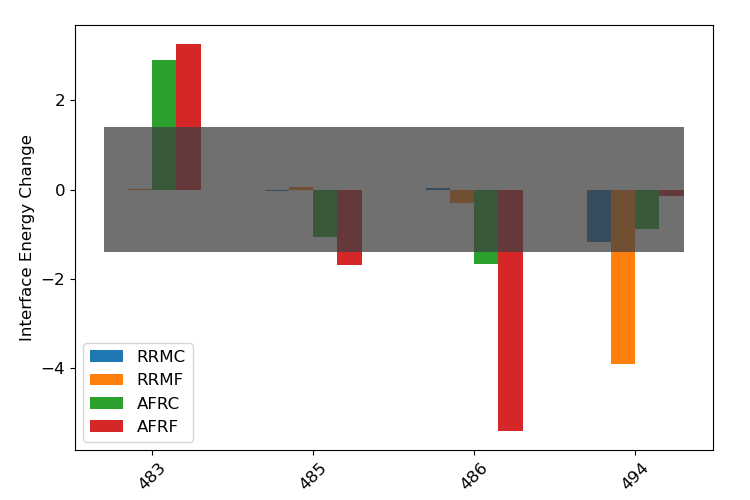 Interface Energy Change
2
0
−2
−4
RRMC
RRMF
AFRC
AFRF
483
485
486
494